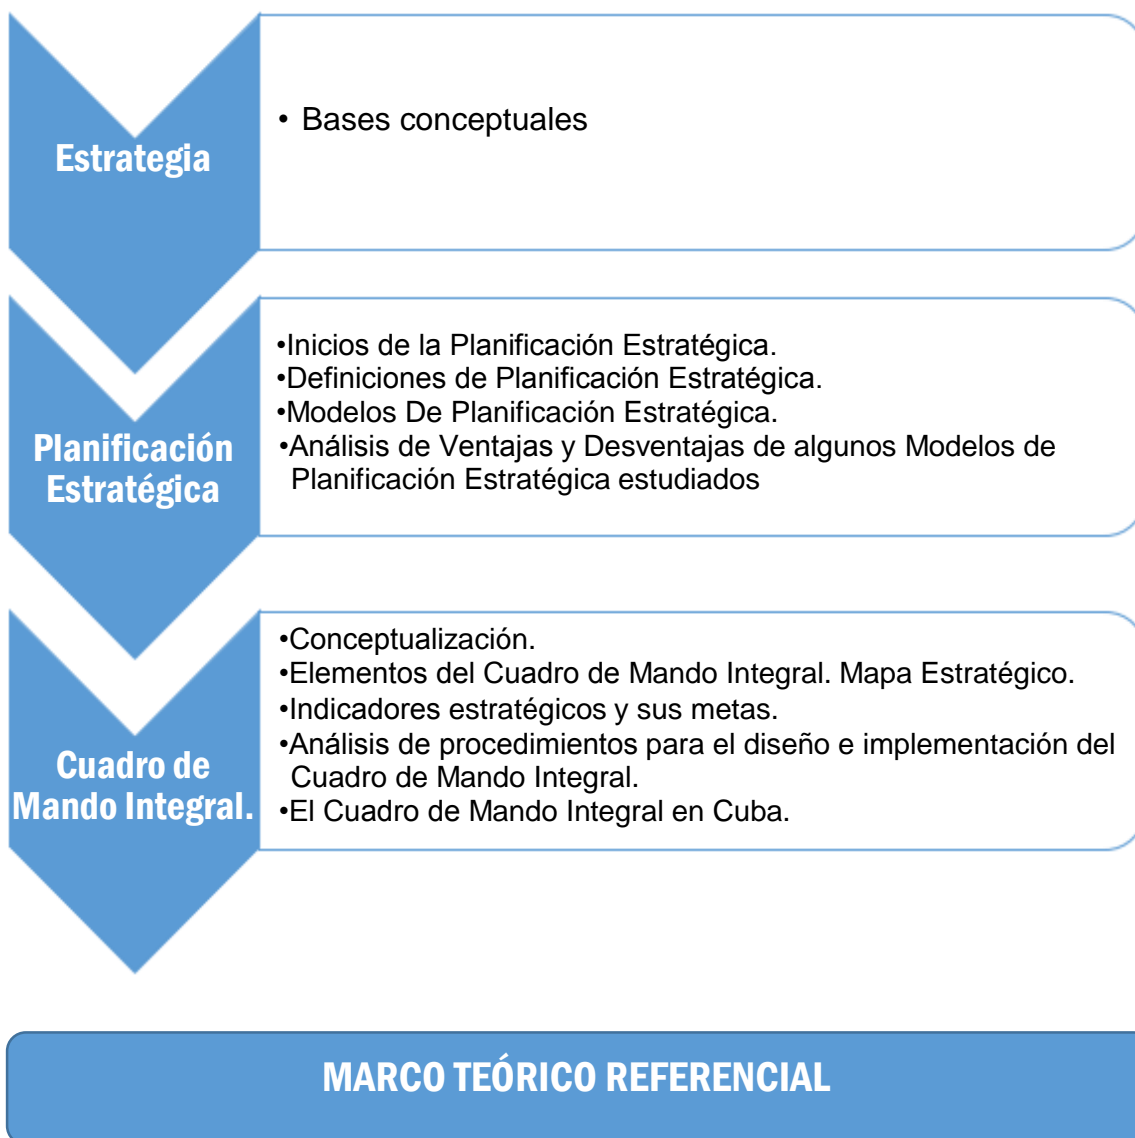 Estrategia
• Bases conceptuales
Planificación
Estratégica
•Inicios de la Planificación Estratégica.
•Definiciones de Planificación Estratégica.
•Modelos De Planificación Estratégica.
•Análisis de Ventajas y Desventajas de algunos Modelos de
Planificación Estratégica estudiados
Cuadro de
Mando Integral.
•Conceptualización.
•Elementos del Cuadro de Mando Integral. Mapa Estratégico.
•Indicadores estratégicos y sus metas.
•Análisis de procedimientos para el diseño e implementación del
Cuadro de Mando Integral.
•El Cuadro de Mando Integral en Cuba.
MARCO TEÓRICO REFERENCIAL